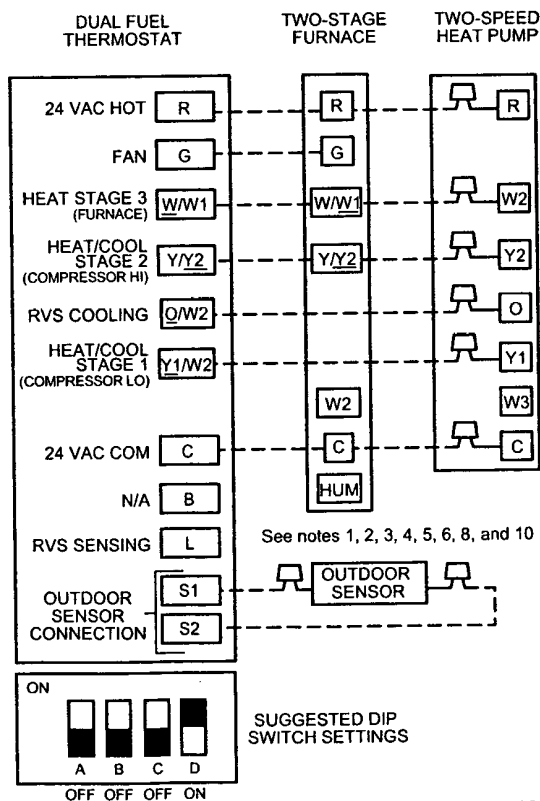 DUAL FUEL THERMOSTAT
TWO-STAGE FURNACE
TWO-SPEED HEAT PUMP
24 VAC HOT R R R
FAN G G
HEAT STAGE 3 (FURNACE) W/W1 W/W1 W2
HEAT/COOL STAGE 2 (COMPRESSOR HI) Y/Y2 Y/Y2 Y2
RVS COOLING O/W2 O
HEAT/COOL STAGE 1 (COMPRESSOR LO) Y1/W2 Y1
W2 W3
24 VAC COM C C C
N/A B HUM
RVS SENSING L
See notes 1, 2, 3, 4, 5, 6, 8, and 10
OUTDOOR SENSOR CONNECTION S1 S2
OUTDOOR SENSOR
ON
A B C D
OFF OFF OFF ON
SUGGESTED DIP SWITCH SETTINGS